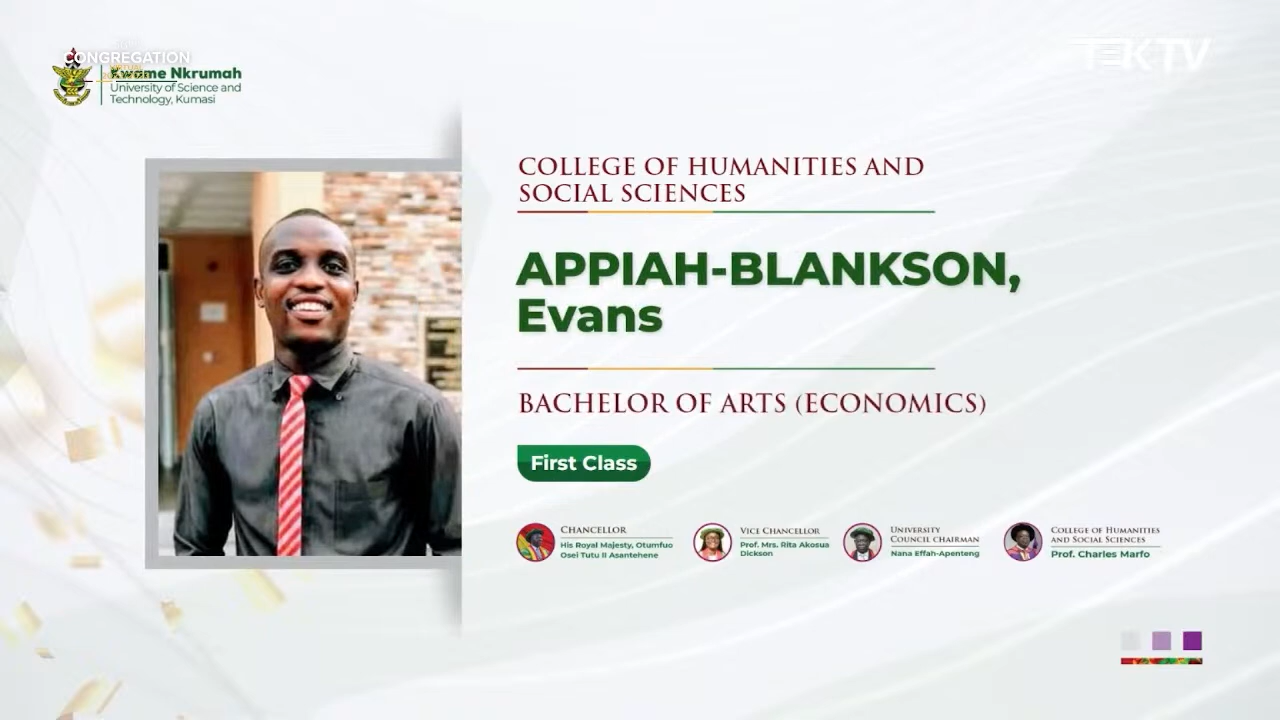 CONGREGATION
Kwame Nkrumah
University of Science and
Technology, Kumasi
TEKTV
COLLEGE OF HUMANITIES AND
SOCIAL SCIENCES
APPIAH-BLANKSON,
Evans
BACHELOR OF ARTS (ECONOMICS)
First Class
CHANCELLOR
His Royal Majesty, Otumfuo
Osei Tutu II Asantehene
VICE CHANCELLOR
Prof. Mrs. Rita Akosua
Dickson
UNIVERSITY
COUNCIL CHAIRMAN
Nana Effah-Apenteng
COLLEGE OF HUMANITIES
AND SOCIAL SCIENCES
Prof. Charles Marfo